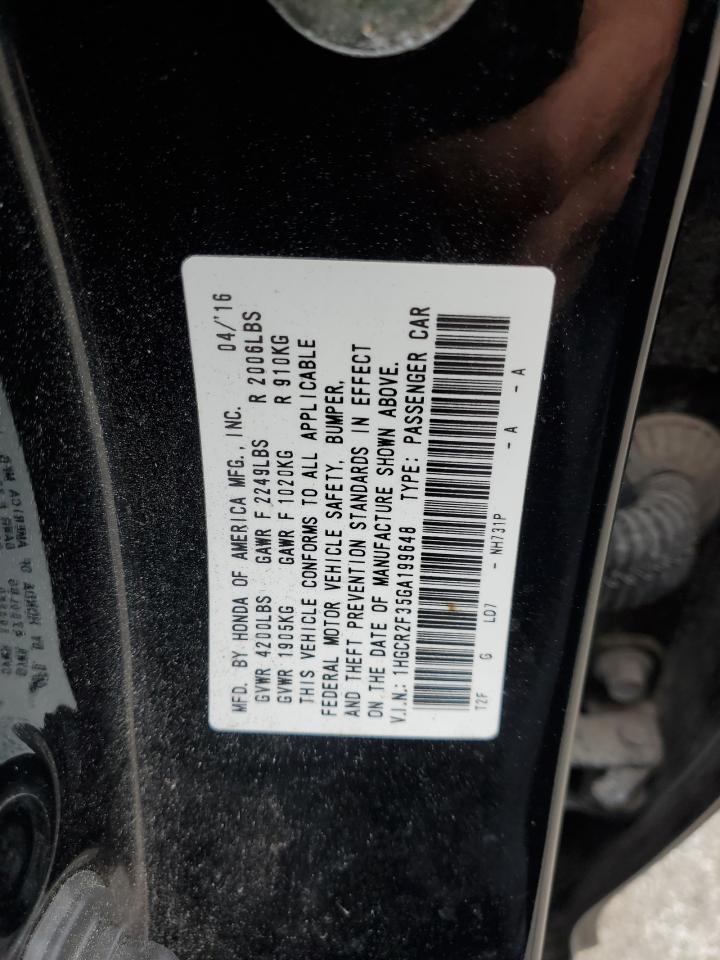 MFD. BY HONDA OF AMERICA MFG., INC. 04/'16
GVWR 4200LBS GAWR F 2249LBS R 2006LBS
GVWR 1905KG GAWR F 1020KG R 910KG
THIS VEHICLE CONFORMS TO ALL APPLICABLE
FEDERAL MOTOR VEHICLE SAFETY, BUMPER,
AND THEFT PREVENTION STANDARDS IN EFFECT
ON THE DATE OF MANUFACTURE SHOWN ABOVE.
V.I.N.: 1HGCR2F35GA199648 TYPE: PASSENGER CAR
T2F G LD7 - NH731P - A - A